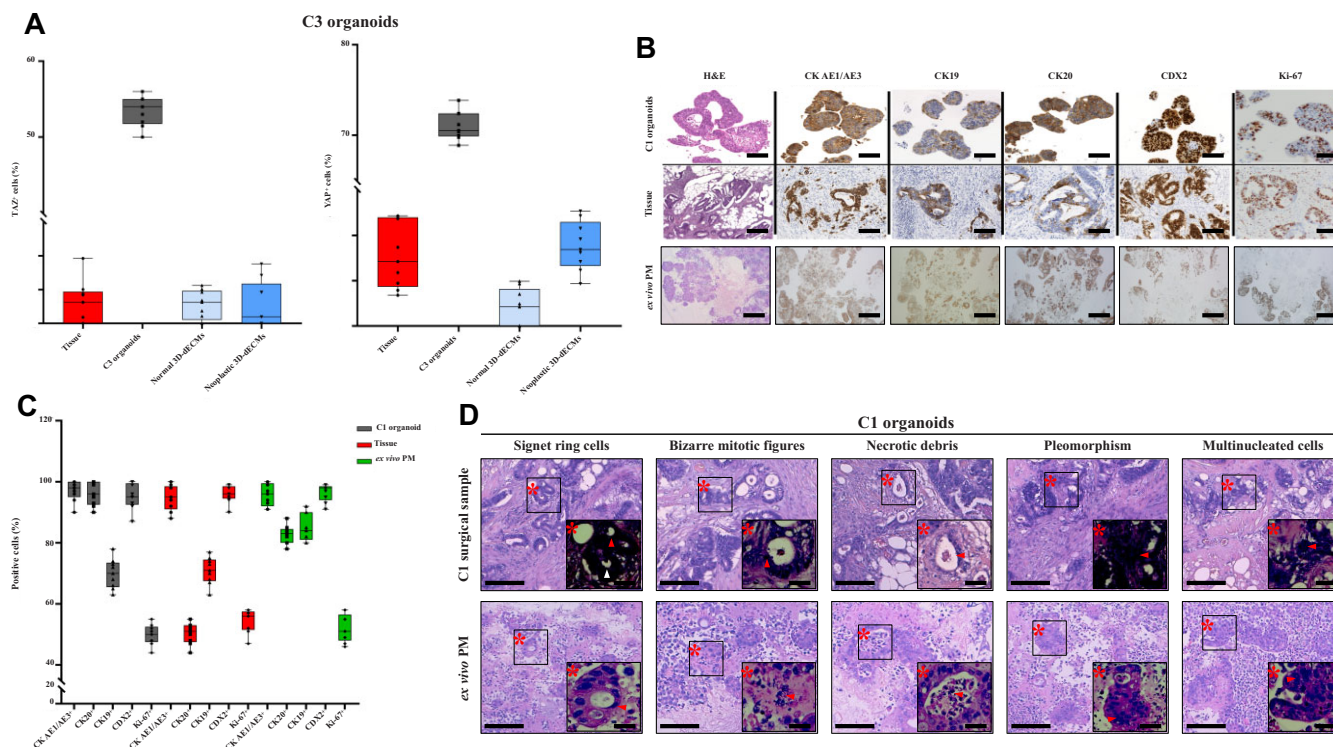 A
C3 organoids
60
50
TAZ+ cells (%)
Tissue
C3 organoids
Normal 3D-dECMs
Neoplastic 3D-dECMs
80
70
YAP+ cells (%)
Tissue
C3 organoids
Normal 3D-dECMs
Neoplastic 3D-dECMs
B
H&E CK AE1/AE3 CK19 CK20 CDX2 Ki-67
C1 organoids
Tissue
ex vivo PM
C
120
100
80
60
40
20
0
Positive cells (%)
C1 organoid
Tissue
ex vivo PM
CK AE1/AE3+
CK20+
CK19+
CDX2+
Ki-67+
CK AE1/AE3+
CK20+
CK19+
CDX2+
Ki-67+
CK AE1/AE3+
CK20+
CK19+
CDX2+
Ki-67+
D
C1 organoids
Signet ring cells Bizarre mitotic figures Necrotic debris Pleomorphism Multinucleated cells
C1 surgical sample
ex vivo PM